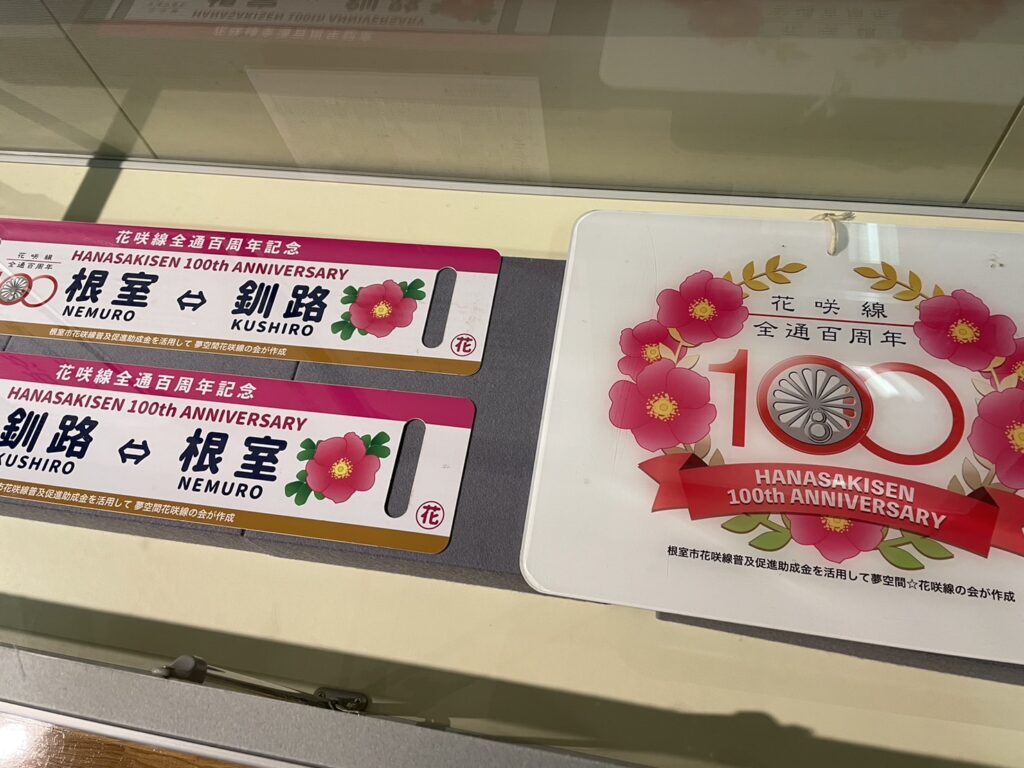 花咲線全通百周年記念
HANASAKISEN 100th ANNIVERSARY
花咲線
全通百周年
100
根室 ⇔ 釧路
NEMURO KUSHIRO
花
根室市花咲線普及促進助成金を活用して 夢空間花咲線の会が作成
花咲線全通百周年記念
HANASAKISEN 100th ANNIVERSARY
釧路 ⇔ 根室
KUSHIRO NEMURO
花
市花咲線普及促進助成金を活用して 夢空間花咲線の会が作成
花咲線
全通百周年
100
HANASAKISEN
100th ANNIVERSARY
根室市花咲線普及促進助成金を活用して夢空間☆花咲線の会が作成